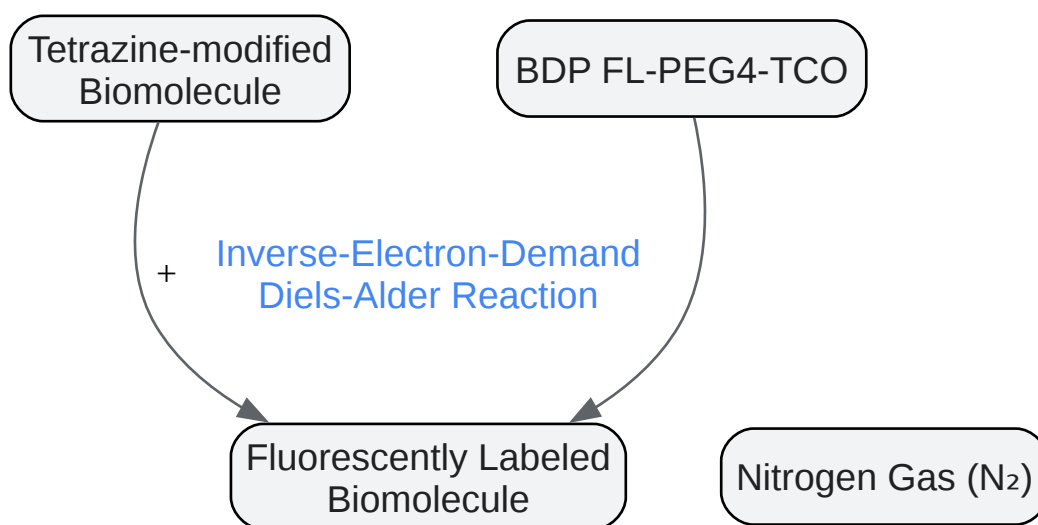 Tetrazine-modified
Biomolecule
BDP FL-PEG4-TCO
+
Inverse-Electron-Demand
Diels-Alder Reaction
Fluorescently Labeled
Biomolecule
Nitrogen Gas (N₂)